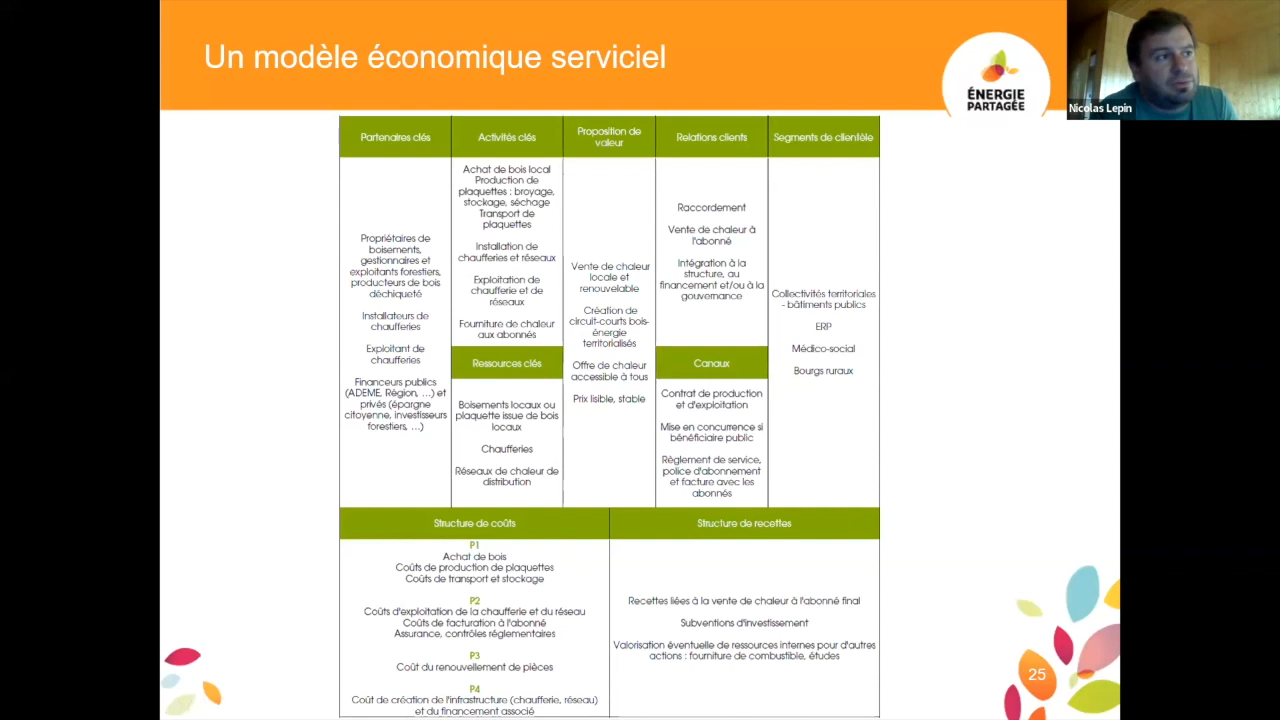 Un modèle économique serviciel
ÉNERGIE
PARTAGÉE
Nicolas Lepin
Partenaires clés
Propriétaires de
boisements,
gestionnaires et
exploitants forestiers,
producteurs de bois
déchiqueté
Installateurs de
chaufferies
Exploitant de
chaufferies
Financeurs publics
(ADEME, Région, …) et
privés (épargne
citoyenne, investisseurs
forestiers, …)
Activités clés
Achat de bois local
Production de
plaquettes : broyage,
stockage, séchage
Transport de
plaquettes
Installation de
chaufferies et réseaux
Exploitation de
chaufferie et de
réseaux
Fourniture de chaleur
aux abonnés
Ressources clés
Boisements locaux ou
plaquette issue de bois
locaux
Chaufferies
Réseaux de chaleur de
distribution
Proposition de
valeur
Vente de chaleur
locale et
renouvelable
Création de
circuit-courts bois-
énergie
territorialisés
Offre de chaleur
accessible à tous
Prix lisible, stable
Relations clients
Raccordement
Vente de chaleur à
l'abonné
Intégration à la
structure, au
financement et/ou à la
gouvernance
Canaux
Contrat de production
et d'exploitation
Mise en concurrence si
bénéficiaire public
Règlement de service,
police d'abonnement
et facture avec les
abonnés
Segments de clientèle
Collectivités territoriales
- bâtiments publics
ERP
Médico-social
Bourgs ruraux
Structure de coûts
P1
Achat de bois
Coûts de production de plaquettes
Coûts de transport et stockage
P2
Coûts d'exploitation de la chaufferie et du réseau
Coûts de facturation à l'abonné
Assurance, contrôles réglementaires
P3
Coût du renouvellement de pièces
P4
Coût de création de l'infrastructure (chaufferie, réseau)
et du financement associé
Structure de recettes
Recettes liées à la vente de chaleur à l'abonné final
Subventions d'investissement
Valorisation éventuelle de ressources internes pour d'autres
actions : fourniture de combustible, études
25